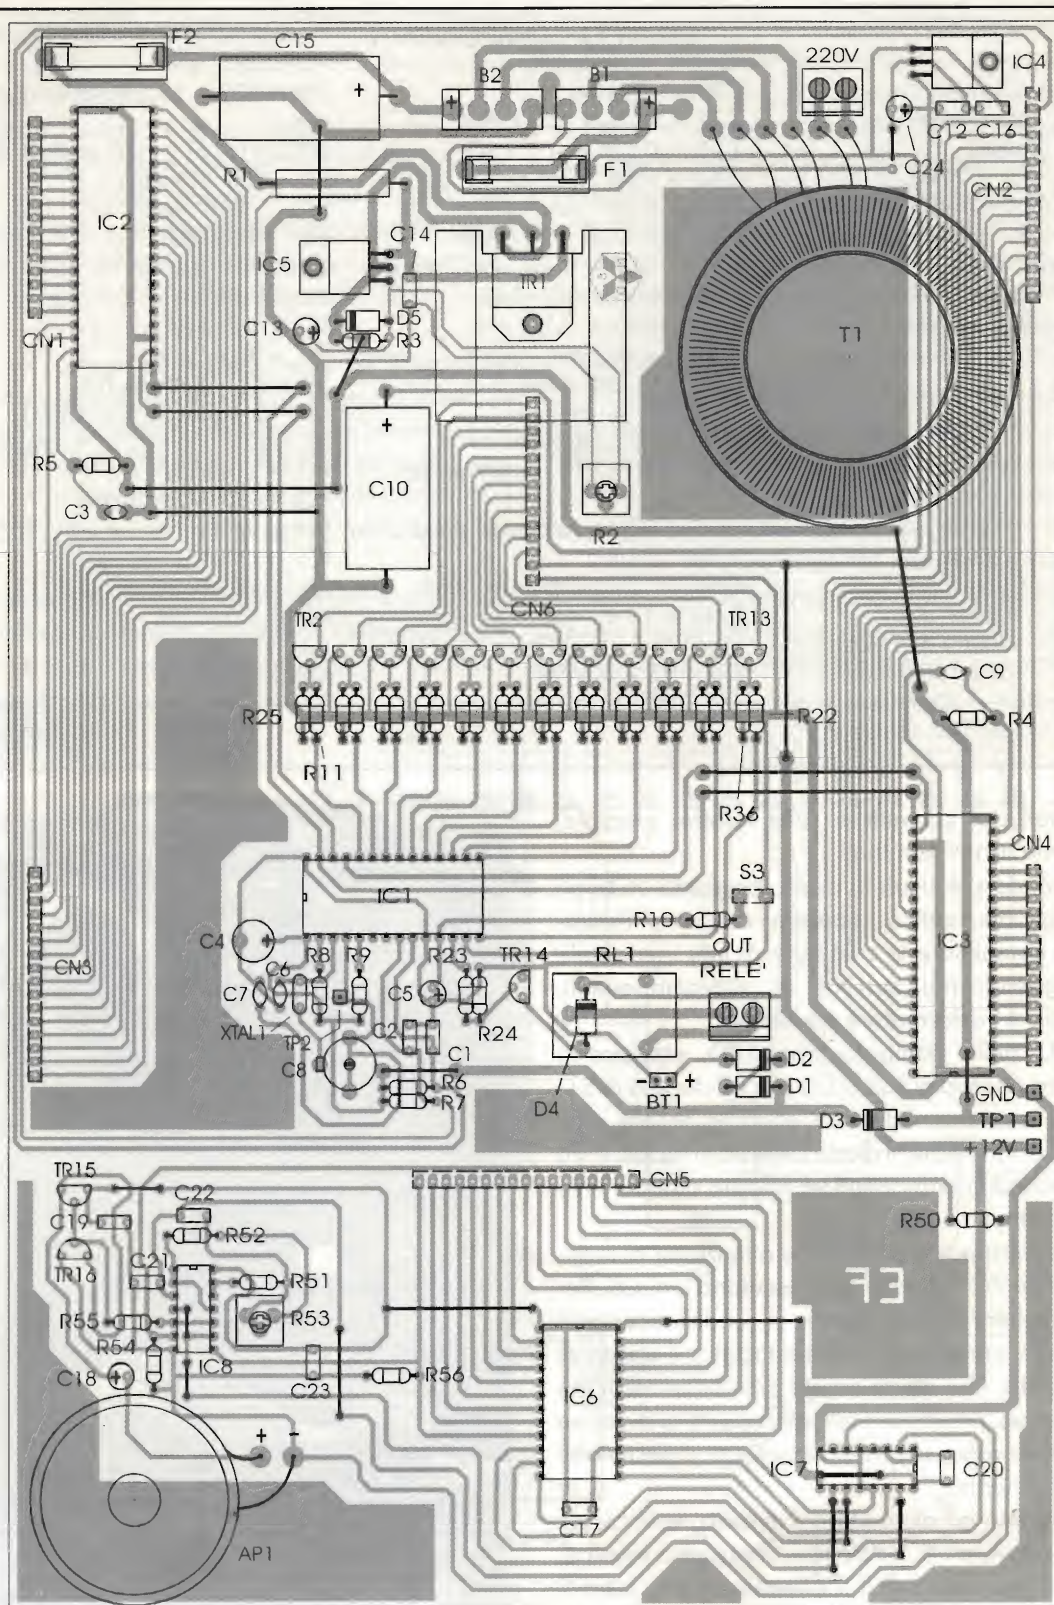 F2
C15
B2
B1
220V
IC4
C12 C16
C24
R1
F1
CN2
IC2
C14
IC5
TR1
D5
C13
R3
T1
CN1
R5
C10
C3
R2
CN6
TR2
TR13
C9
R25
R22
R4
R11
R36
CN4
IC1
S3
R10
OUT
RELE'
IC3
C4
R8
R9
R23
TR14
RL1
CN3
C6
C7
C5
XTAL1
TP2
C2
R24
C8
C1
R6
R7
D4
- +
BT1
D2
D1
D3
GND
TP1
+12V
TR15
CN5
C22
C19
R52
R50
TR16
C21
R51
R53
R55
R54
IC8
C18
C23
R56
IC6
IC7
C20
+ -
C17
AP1